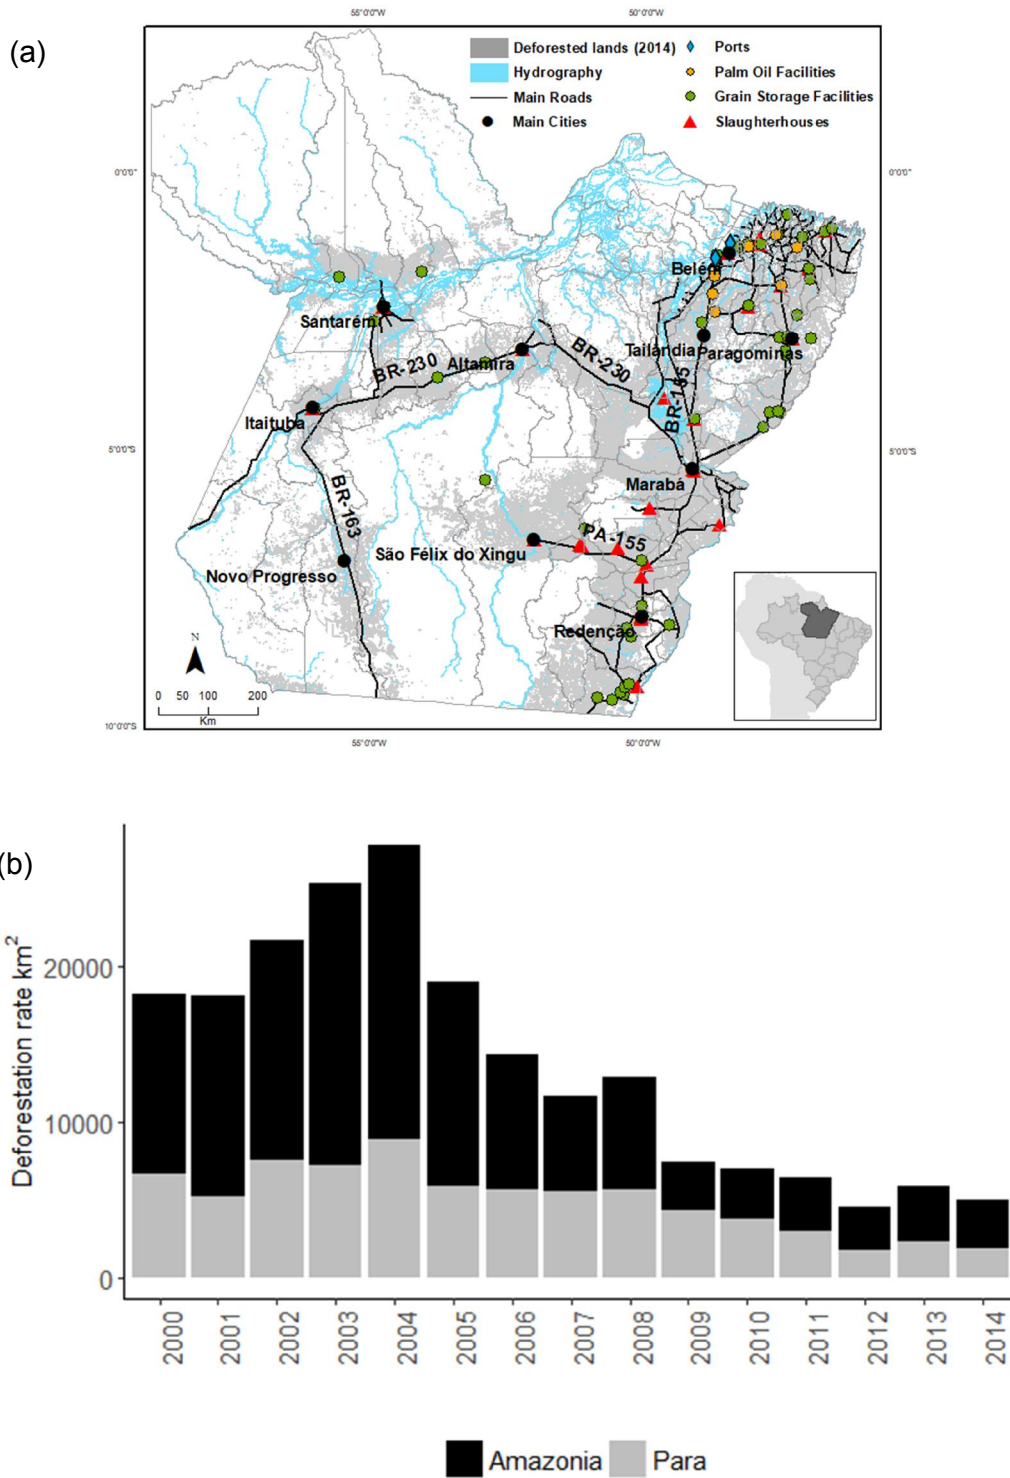 55°0'0"W 50°0'0"W
(a)
Deforested lands (2014)
Hydrography
Main Roads
Main Cities
Ports
Palm Oil Facilities
Grain Storage Facilities
Slaughterhouses
0°0'0"
0°0'0"
Belém
Santarém
Tailândia
Paragominas
BR-230
Altamira
BR-230
BR-155
Itaituba
5°0'0"S
5°0'0"S
Marabá
BR-163
PA-155
São Félix do Xingu
Novo Progresso
Redenção
N
0 50 100 200
Km
10°0'0"S
55°0'0"W 50°0'0"W
(b)
Deforestation rate km²
20000
10000
0
2000 2001 2002 2003 2004 2005 2006 2007 2008 2009 2010 2011 2012 2013 2014
Amazonia Para